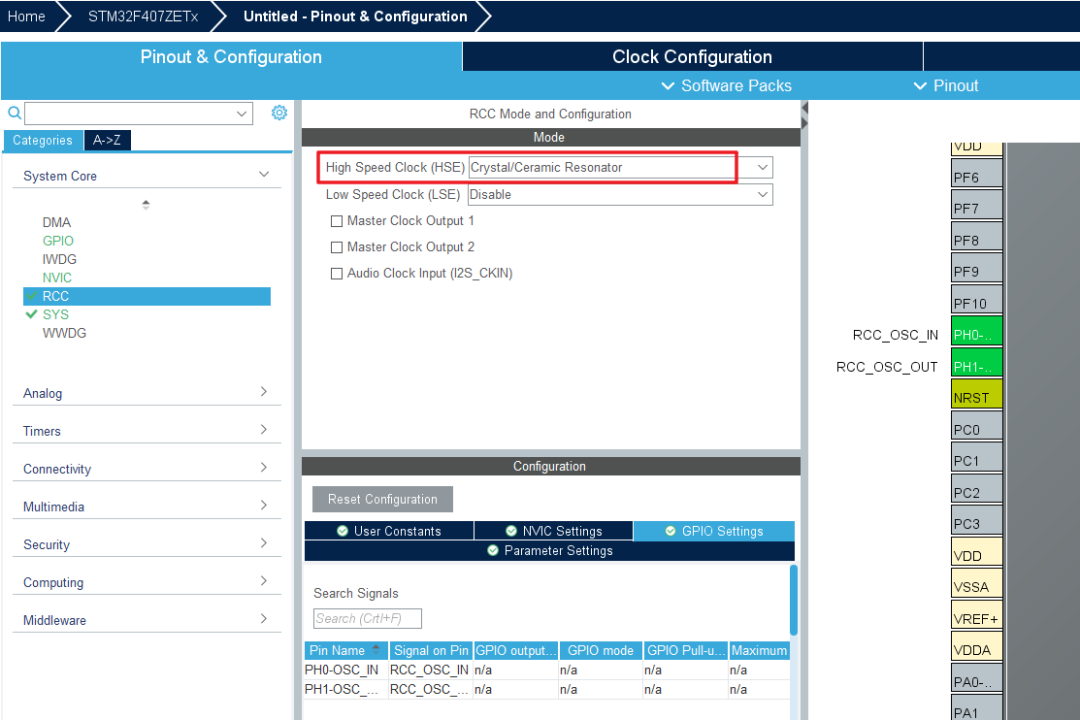 Home STM32F407ZETx Untitled - Pinout & Configuration
Pinout & Configuration Clock Configuration
Software Packs Pinout
Categories A->Z
System Core
DMA
GPIO
IWDG
NVIC
RCC
SYS
WWDG
Analog
Timers
Connectivity
Multimedia
Security
Computing
Middleware
RCC Mode and Configuration
Mode
High Speed Clock (HSE) Crystal/Ceramic Resonator
Low Speed Clock (LSE) Disable
Master Clock Output 1
Master Clock Output 2
Audio Clock Input (I2S_CKIN)
Configuration
Reset Configuration
User Constants NVIC Settings GPIO Settings
Parameter Settings
Search Signals
Search (Crtl+F)
Pin Name Signal on Pin GPIO output... GPIO mode GPIO Pull-u... Maximum
PH0-OSC_IN RCC_OSC_IN n/a n/a n/a n/a
PH1-OSC_... RCC_OSC_... n/a n/a n/a n/a
VDD
PF6
PF7
PF8
PF9
PF10
RCC_OSC_IN PH0-..
RCC_OSC_OUT PH1-..
NRST
PC0
PC1
PC2
PC3
VDD
VSSA
VREF+
VDDA
PA0-..
PA1